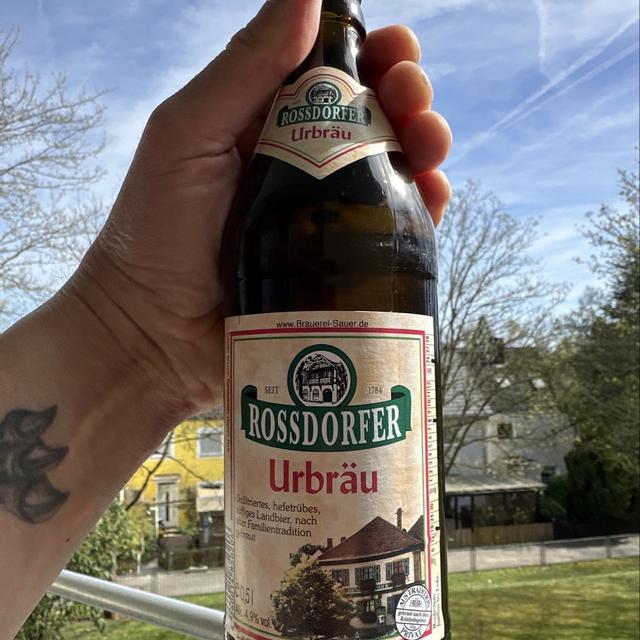 ROSSDORFER
Urbräu
www.Brauerei-Sauer.de
SEIT 1784
ROSSDORFER
Urbräu
hefetrübes,
Landbier, nach
Familientradition
0,5 l
4,9% vol